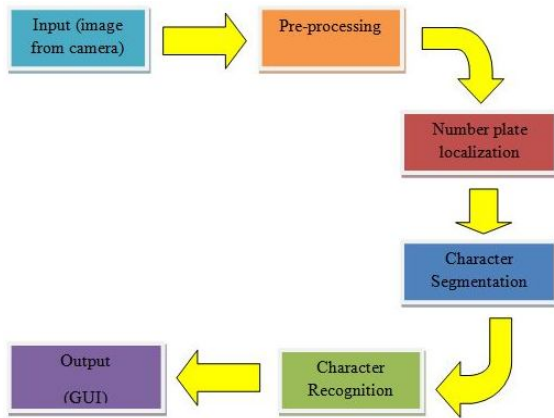 Input (image
from camera)
Pre-processing
Number plate
localization
Character
Segmentation
Character
Recognition
Output
(GUI)